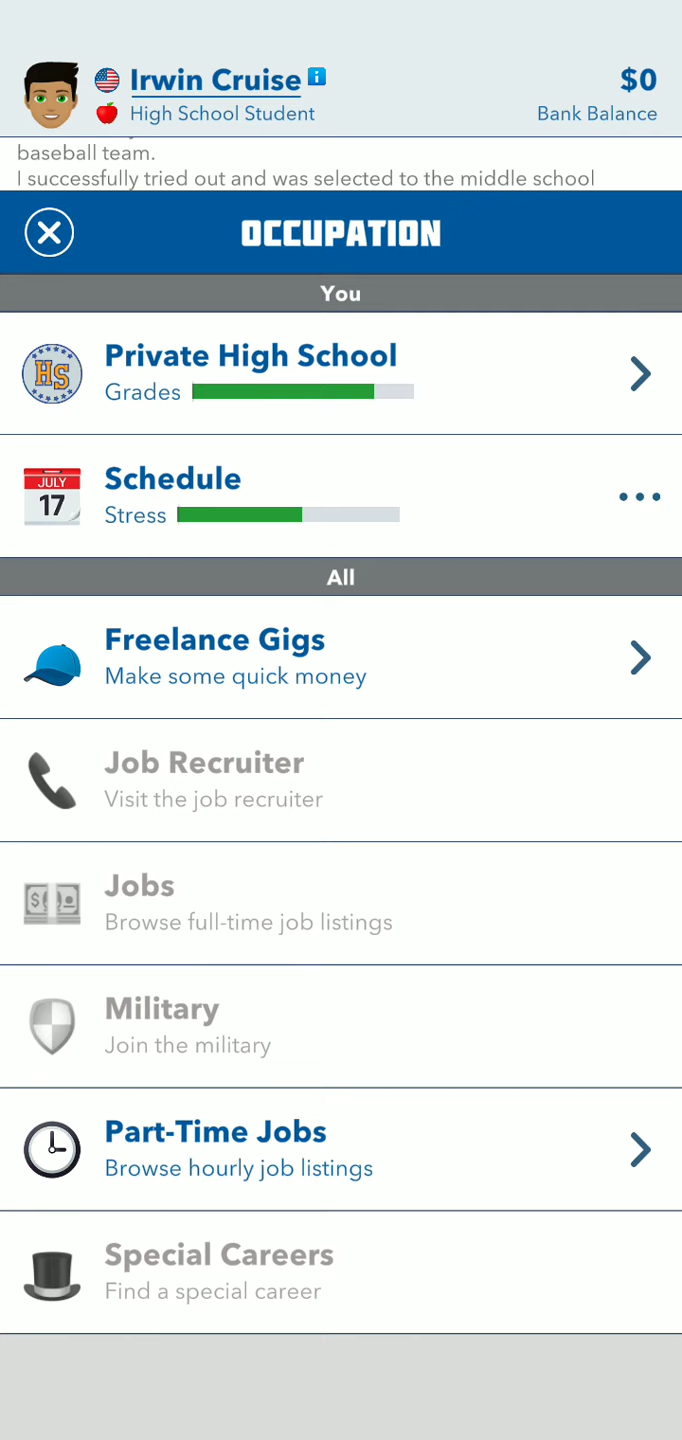 Irwin Cruise
$0
High School Student
Bank Balance
baseball team.
I successfully tried out and was selected to the middle school
OCCUPATION
You
HS
Private High School
Grades
JULY
17
Schedule
Stress
All
Freelance Gigs
Make some quick money
Job Recruiter
Visit the job recruiter
Jobs
Browse full-time job listings
Military
Join the military
Part-Time Jobs
Browse hourly job listings
Special Careers
Find a special career